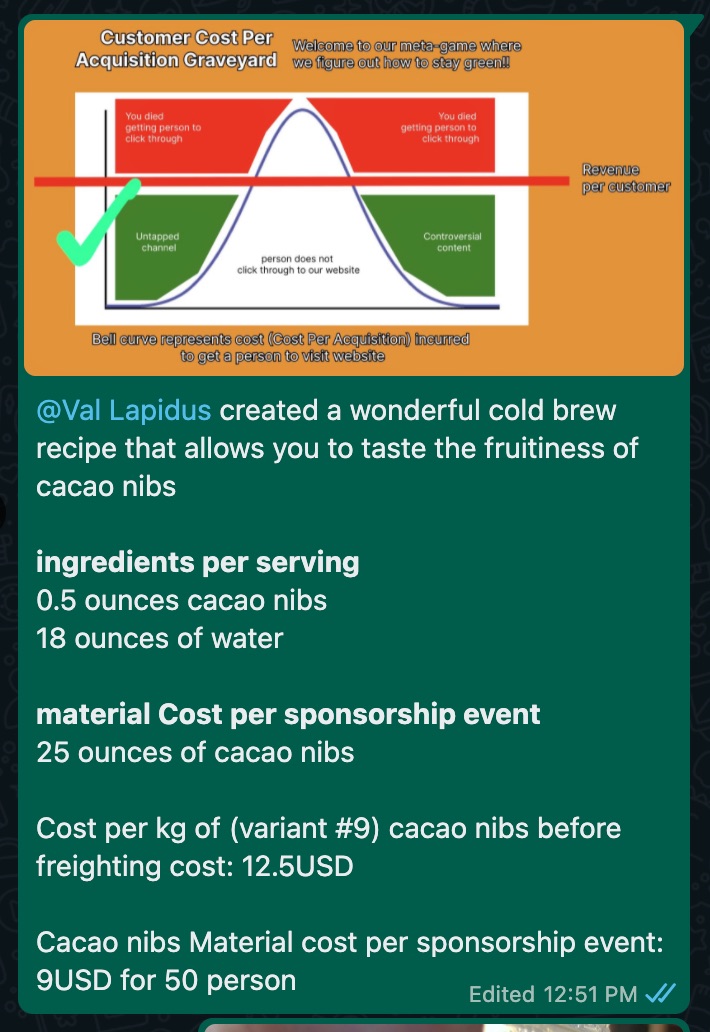 Customer Cost Per
Acquisition Graveyard
Welcome to our meta-game where
we figure out how to stay green!!
You died
getting person to
click through
You died
getting person to
click through
Revenue
per customer
Untapped
channel
Controversial
content
person does not
click through to our website
Bell curve represents cost (Cost Per Acquisition) incurred
to get a person to visit website
@Val Lapidus created a wonderful cold brew
recipe that allows you to taste the fruitiness of
cacao nibs
ingredients per serving
0.5 ounces cacao nibs
18 ounces of water
material Cost per sponsorship event
25 ounces of cacao nibs
Cost per kg of (variant #9) cacao nibs before
freighting cost: 12.5USD
Cacao nibs Material cost per sponsorship event:
9USD for 50 person
Edited 12:51 PM